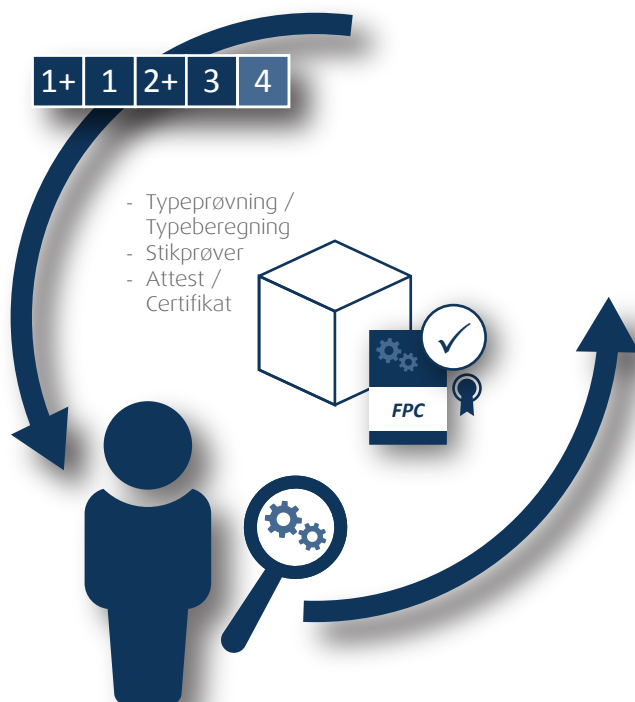 1+ 1 2+ 3 4
- Typeprøvning /
Typeberegning
- Stikprøver
- Attest /
Certifikat
FPC